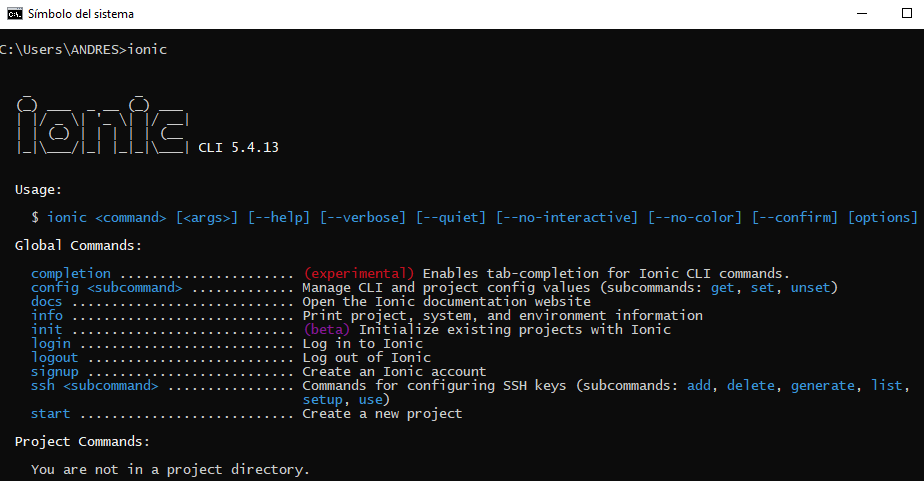 Símbolo del sistema
C:\Users\ANDRES>ionic
ionic CLI 5.4.13
Usage:
$ ionic <command> [<args>] [--help] [--verbose] [--quiet] [--no-interactive] [--no-color] [--confirm] [options]
Global Commands:
completion ...................... (experimental) Enables tab-completion for Ionic CLI commands.
config <subcommand> ............. Manage CLI and project config values (subcommands: get, set, unset)
docs ............................ Open the Ionic documentation website
info ............................ Print project, system, and environment information
init ............................ (beta) Initialize existing projects with Ionic
login ........................... Log in to Ionic
logout .......................... Log out of Ionic
signup .......................... Create an Ionic account
ssh <subcommand> ................ Commands for configuring SSH keys (subcommands: add, delete, generate, list,
setup, use)
start ........................... Create a new project
Project Commands:
You are not in a project directory.